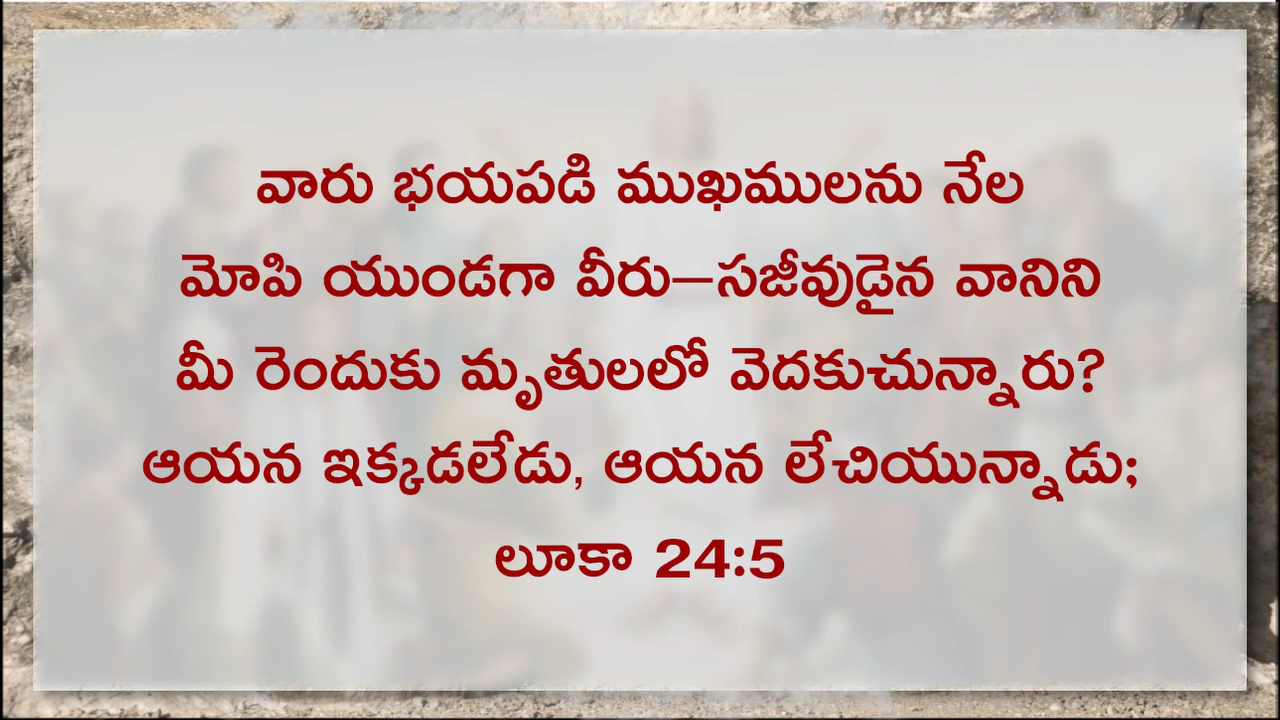 వారు భయపడి ముఖములను నేల
మోపి యుండగా వీరు–సజీవుడైన వానిని
మీ రెందుకు మృతులలో వెదకుచున్నారు?
ఆయన ఇక్కడలేడు, ఆయన లేచియున్నాడు;
లూకా 24:5